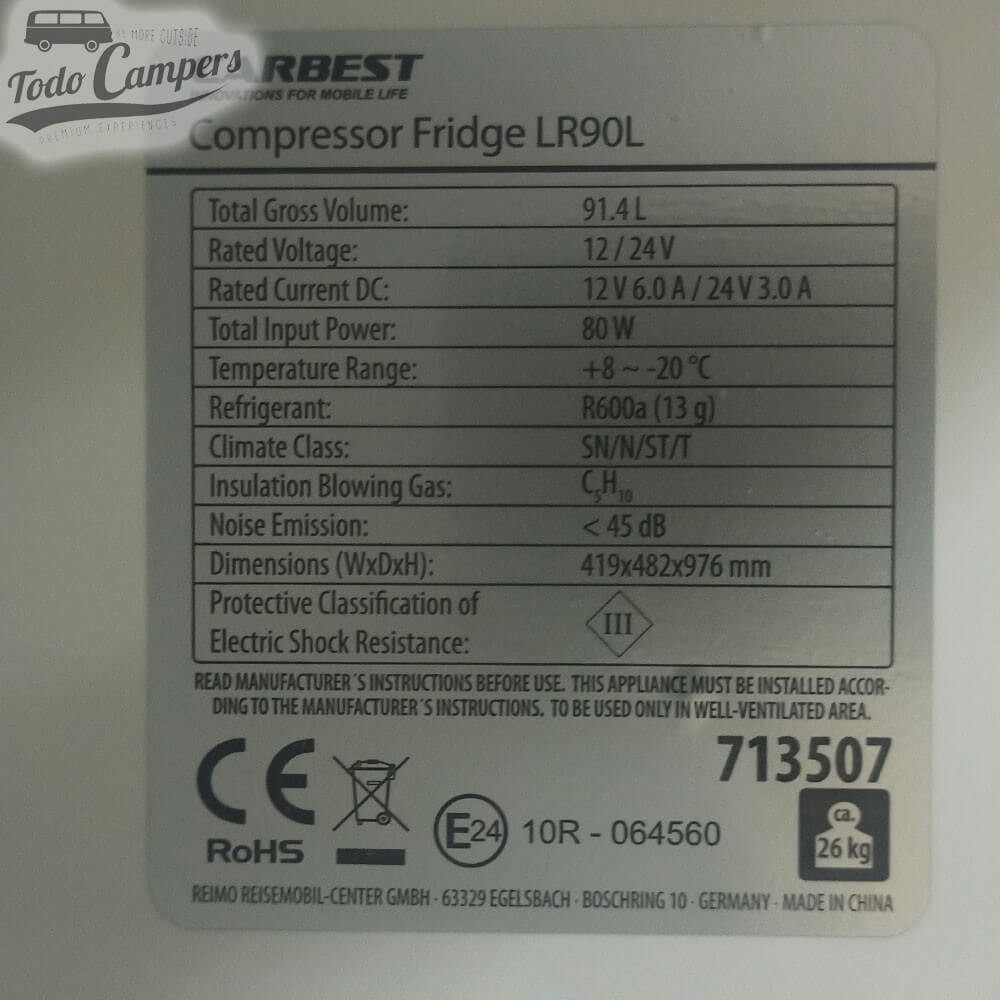 BE MORE OUTSIDE
Todo Campers
PREMIUM EXPERIENCES
ARBEST
INNOVATIONS FOR MOBILE LIFE
Compressor Fridge LR90L
Total Gross Volume: 91.4 L
Rated Voltage: 12 / 24 V
Rated Current DC: 12 V 6.0 A / 24 V 3.0 A
Total Input Power: 80 W
Temperature Range: +8 ~ -20 °C
Refrigerant: R600a (13 g)
Climate Class: SN/N/ST/T
Insulation Blowing Gas: C₅H₁₀
Noise Emission: < 45 dB
Dimensions (WxDxH): 419x482x976 mm
Protective Classification of
Electric Shock Resistance: III
READ MANUFACTURER´S INSTRUCTIONS BEFORE USE. THIS APPLIANCE MUST BE INSTALLED ACCOR-
DING TO THE MANUFACTURER´S INSTRUCTIONS. TO BE USED ONLY IN WELL-VENTILATED AREA.
713507
CE
RoHS
E24 10R - 064560
ca.
26 kg
REIMO REISEMOBIL-CENTER GMBH · 63329 EGELSBACH · BOSCHRING 10 · GERMANY · MADE IN CHINA